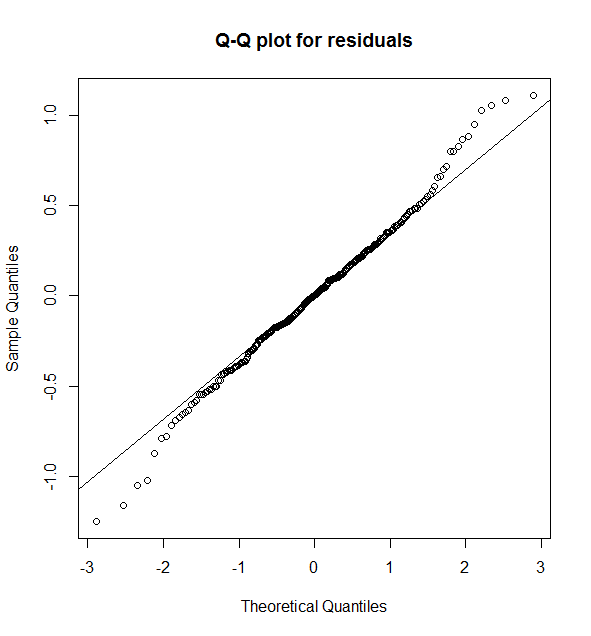 Q-Q plot for residuals
1.0
0.5
0.0
-0.5
-1.0
Sample Quantiles
-3 -2 -1 0 1 2 3
Theoretical Quantiles